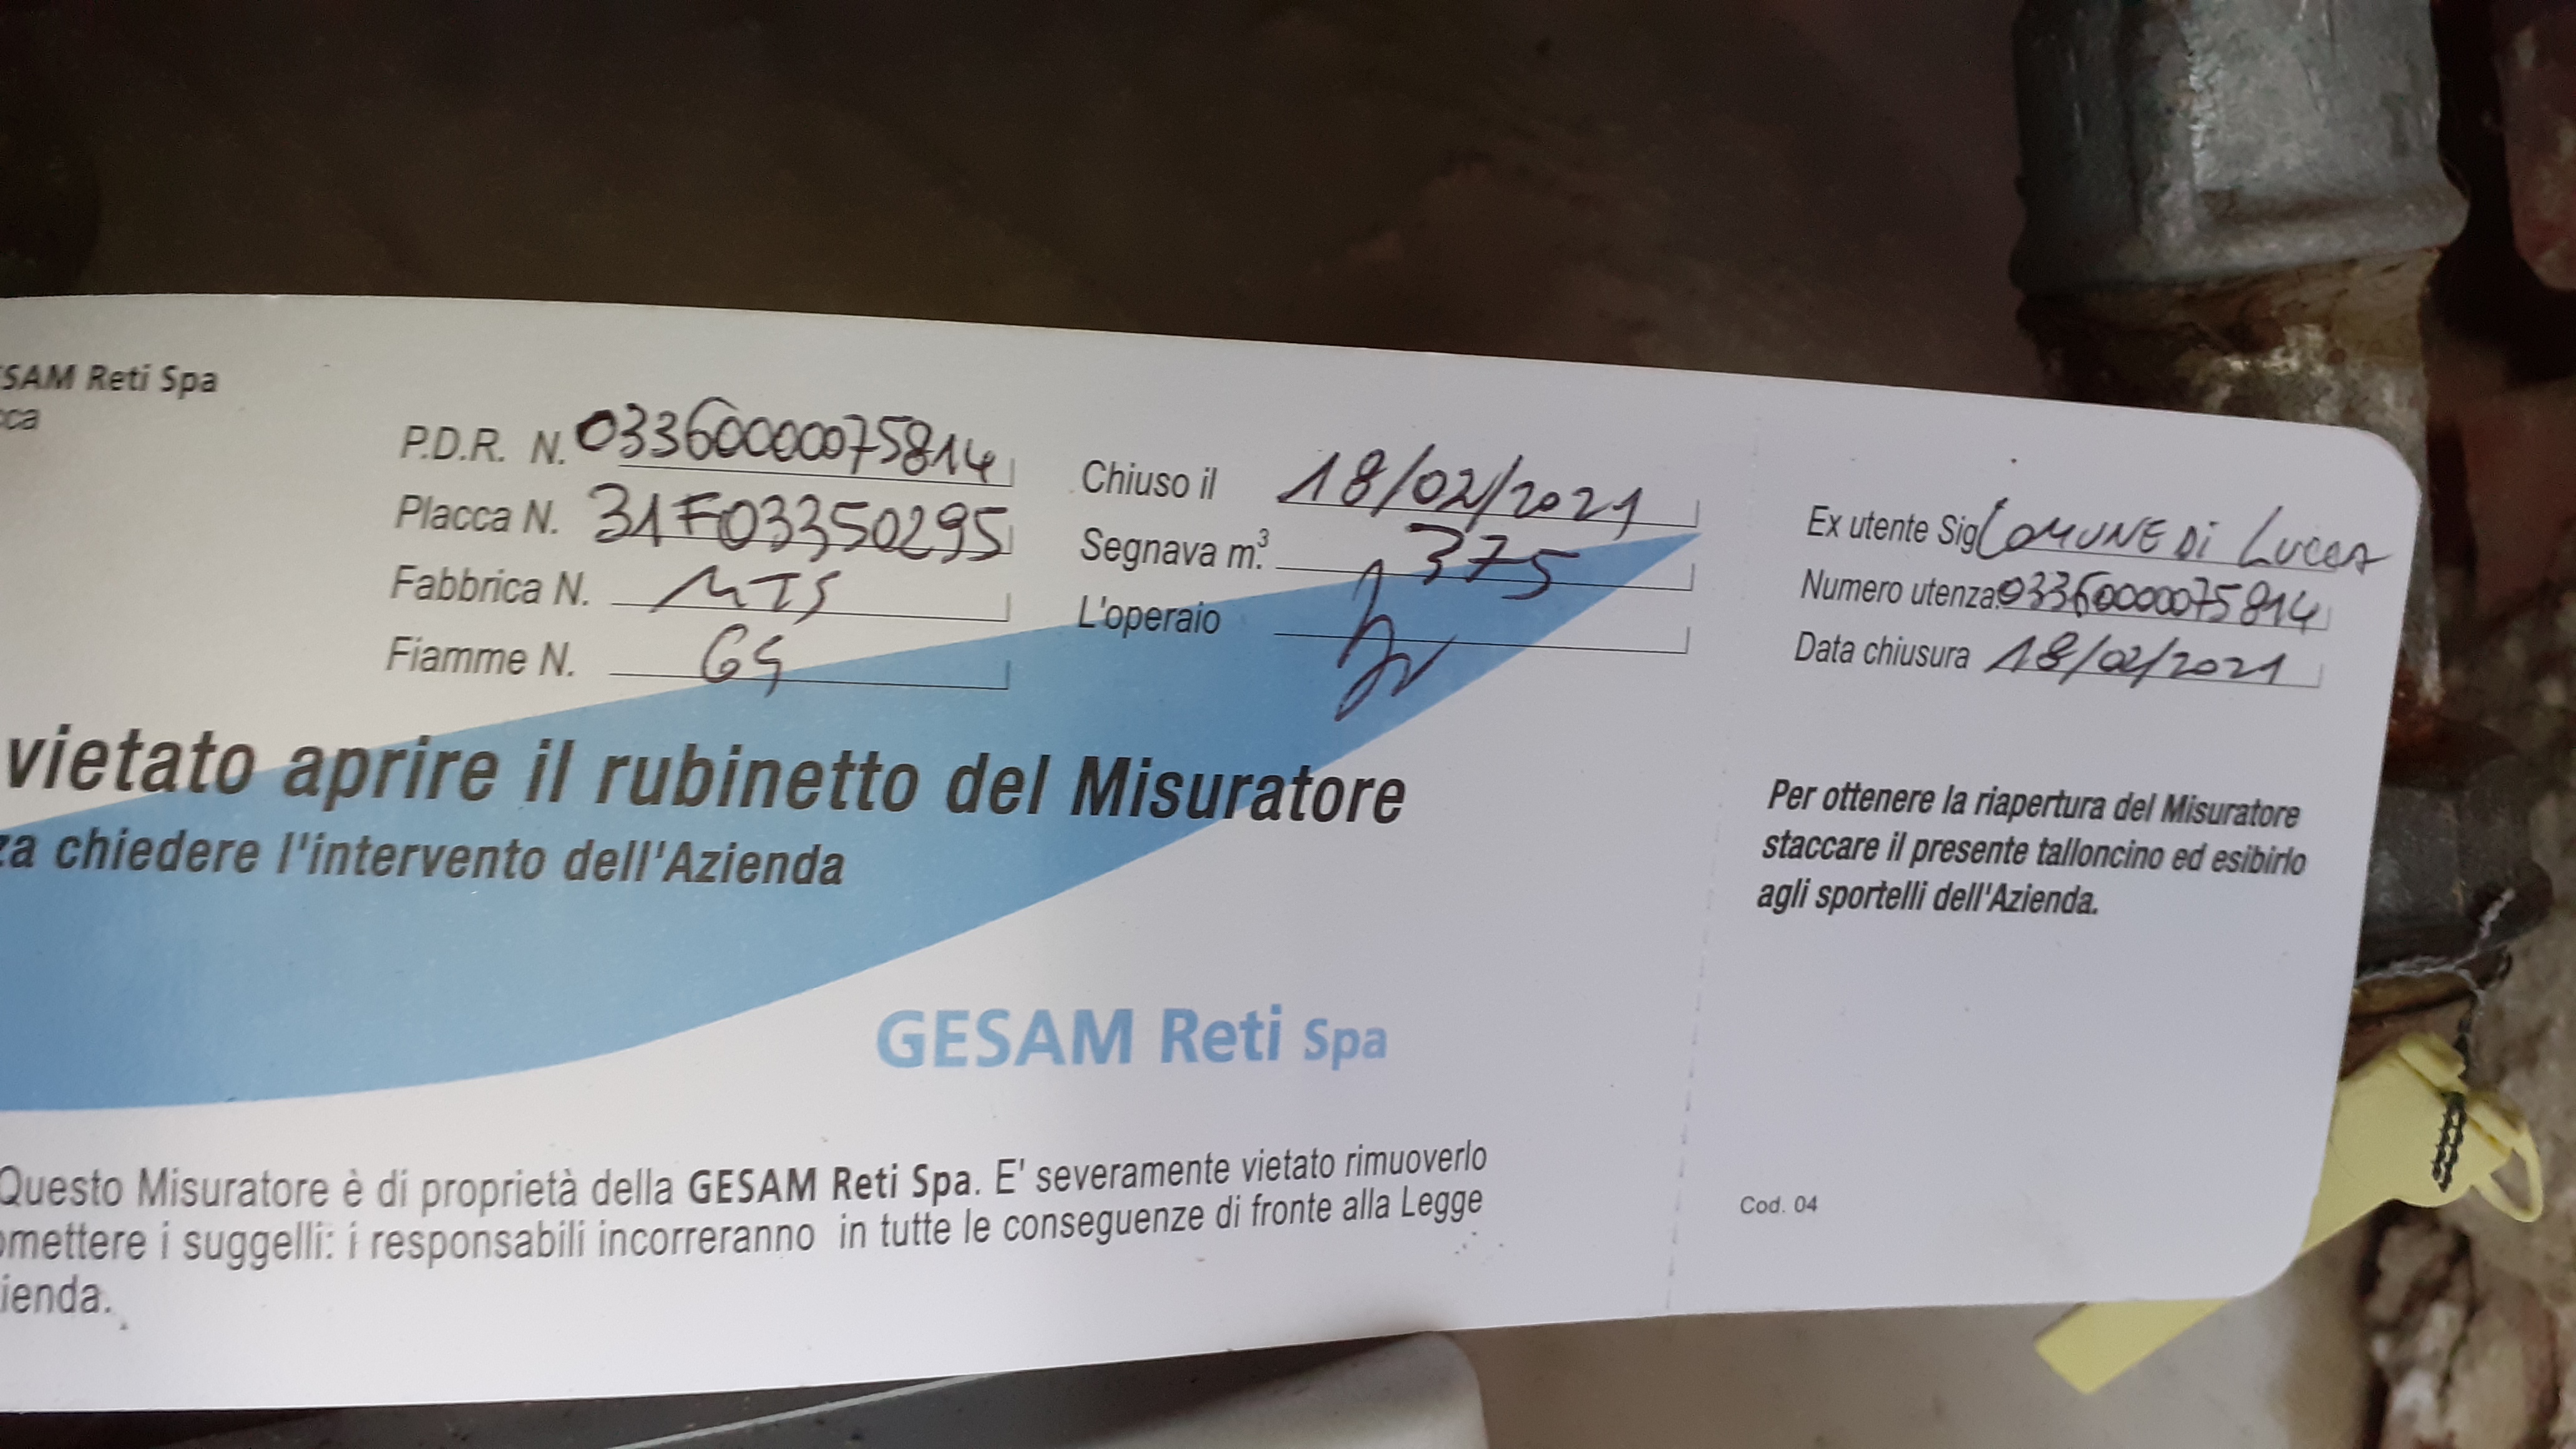 SAM Reti Spa
cca
P.D.R. N. 03360000075814
Placca N. 31F03350295
Fabbrica N. MTS
Fiamme N. G4
Chiuso il 18/02/2021
Segnava m³. 375
L'operaio
Ex utente Sig COMUNE Di LUCCA
Numero utenza 03360000075814
Data chiusura 18/02/2021
vietato aprire il rubinetto del Misuratore
za chiedere l'intervento dell'Azienda
Per ottenere la riapertura del Misuratore
staccare il presente talloncino ed esibirlo
agli sportelli dell'Azienda.
GESAM Reti Spa
Questo Misuratore è di proprietà della GESAM Reti Spa. E' severamente vietato rimuoverlo
omettere i suggelli: i responsabili incorreranno in tutte le conseguenze di fronte alla Legge
ienda.
Cod. 04